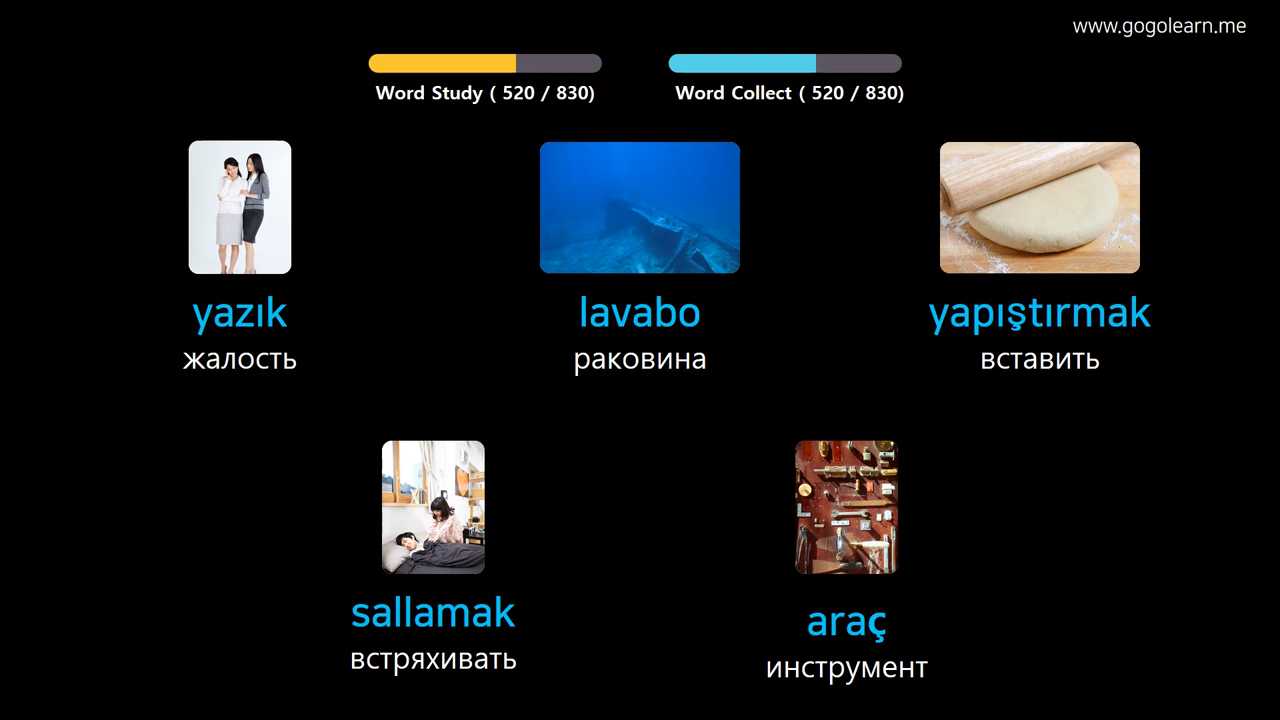 www.gogolearn.me
Word Study ( 520 / 830)
Word Collect ( 520 / 830)
yazık
lavabo
yapıştırmak
жалость
раковина
вставить
sallamak
araç
встряхивать
инструмент